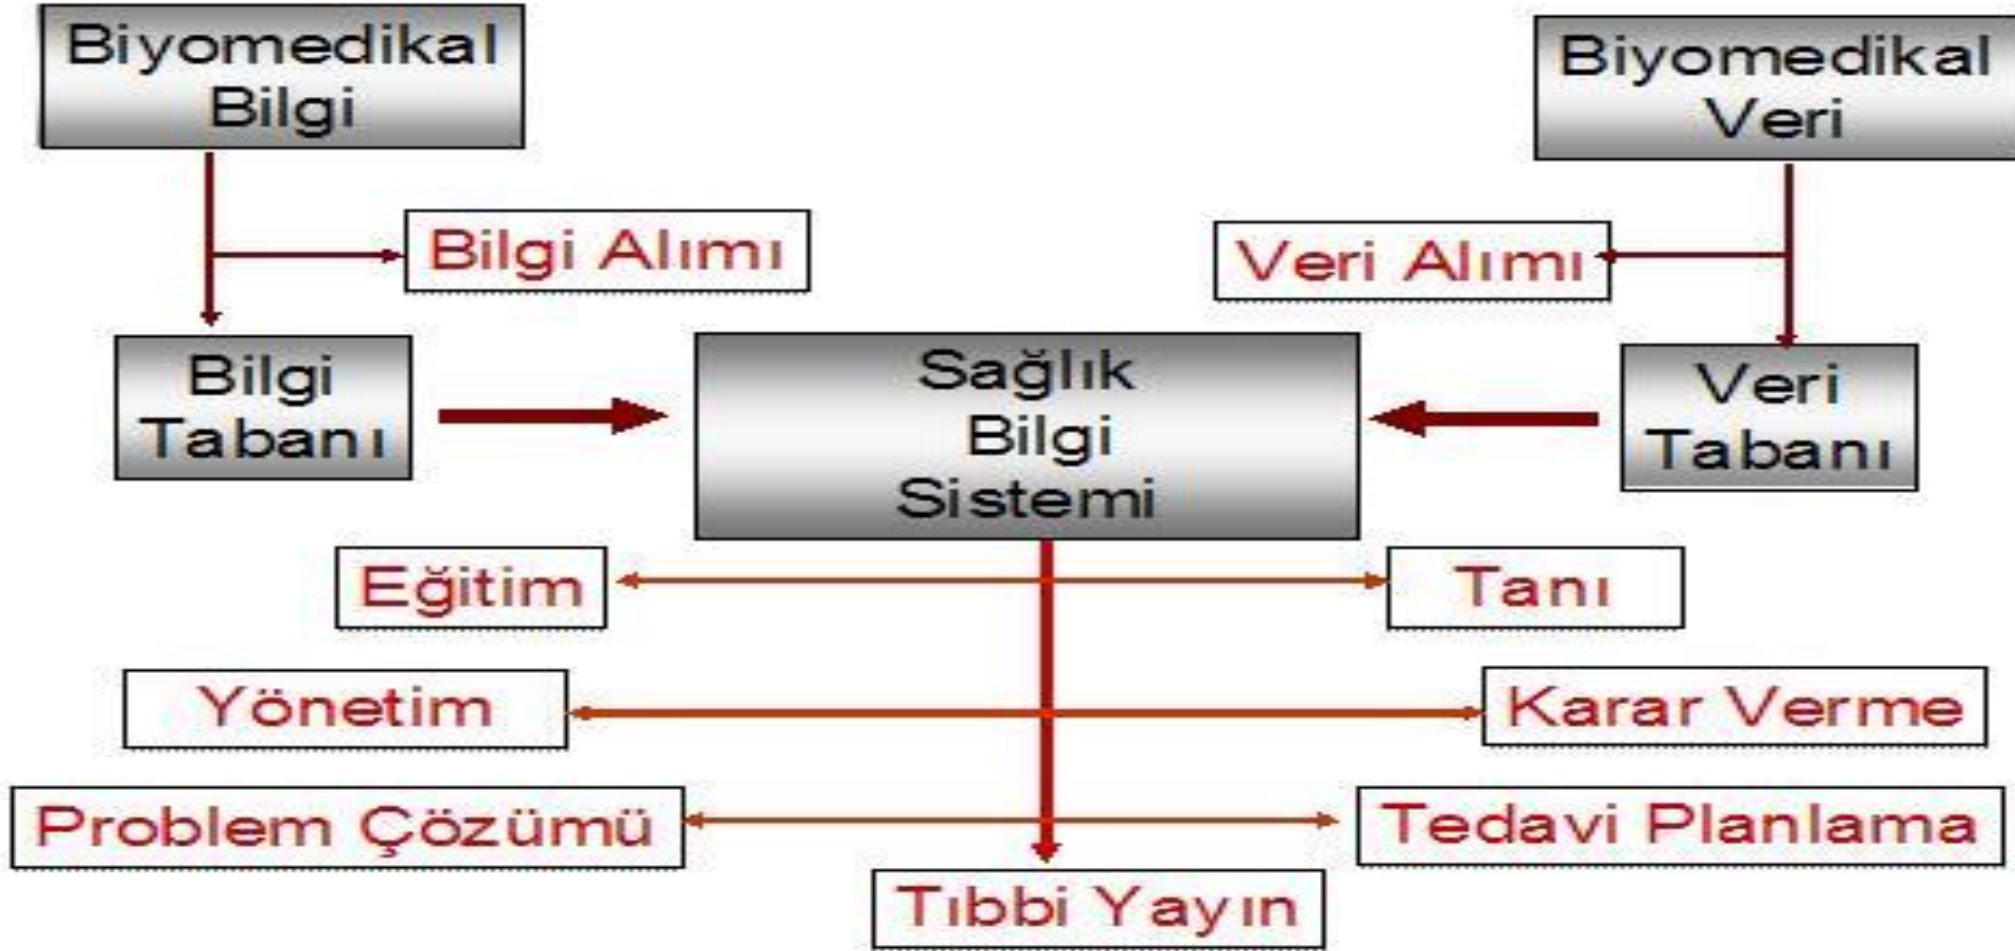 Biyomedikal
Bilgi
Biyomedikal
Veri
Bilgi Alımı
Veri Alımı
Bilgi
Tabanı
Sağlık
Bilgi
Sistemi
Veri
Tabanı
Eğitim
Tanı
Yönetim
Karar Verme
Problem Çözümü
Tedavi Planlama
Tıbbi Yayın